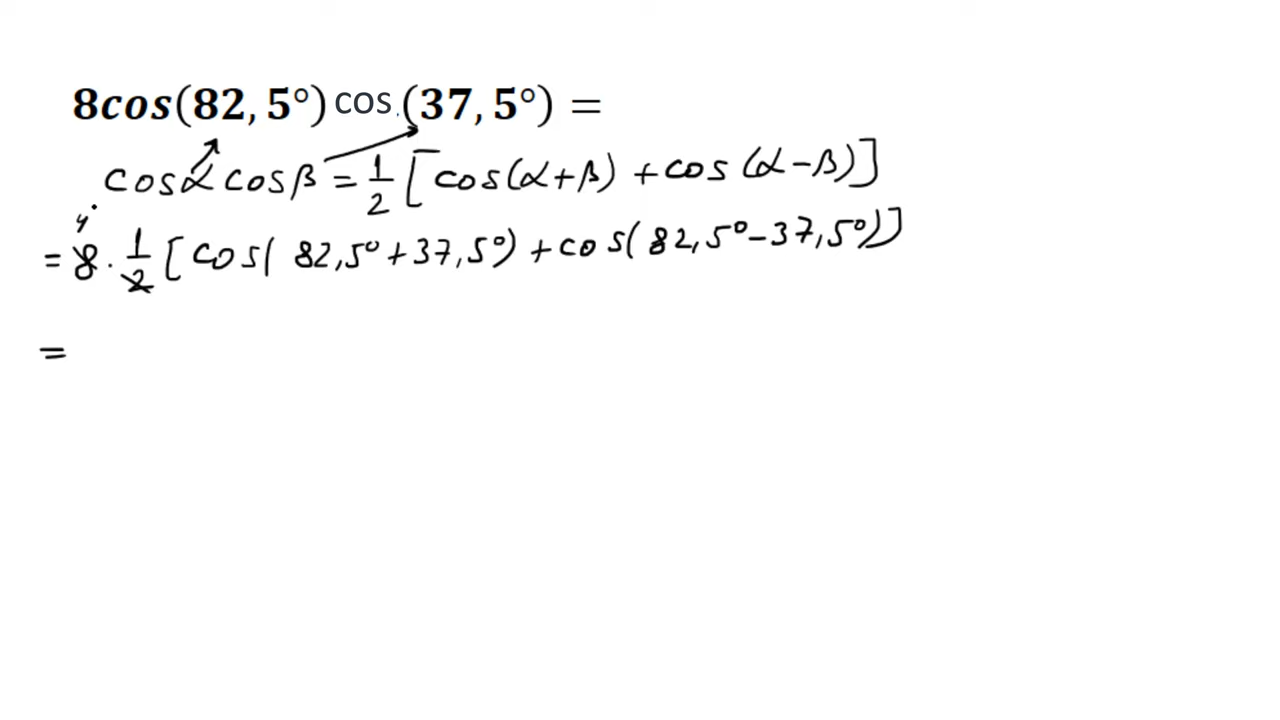 8cos(82,5°) cos (37,5°) =
cosα cosβ = 1/2 [cos(α+β) + cos (α-β)]
4
= 8 · 1/2 [cos( 82,5°+37,5°) + cos( 82,5°-37,5°)]
=